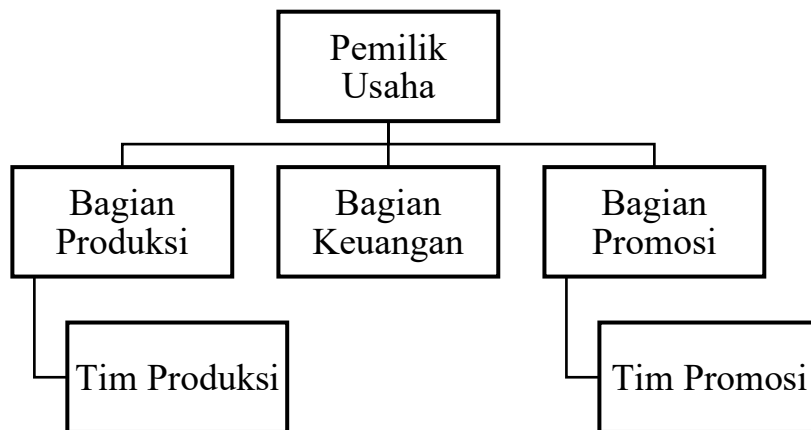 Pemilik
Usaha
Bagian
Produksi
Bagian
Keuangan
Bagian
Promosi
Tim Produksi
Tim Promosi